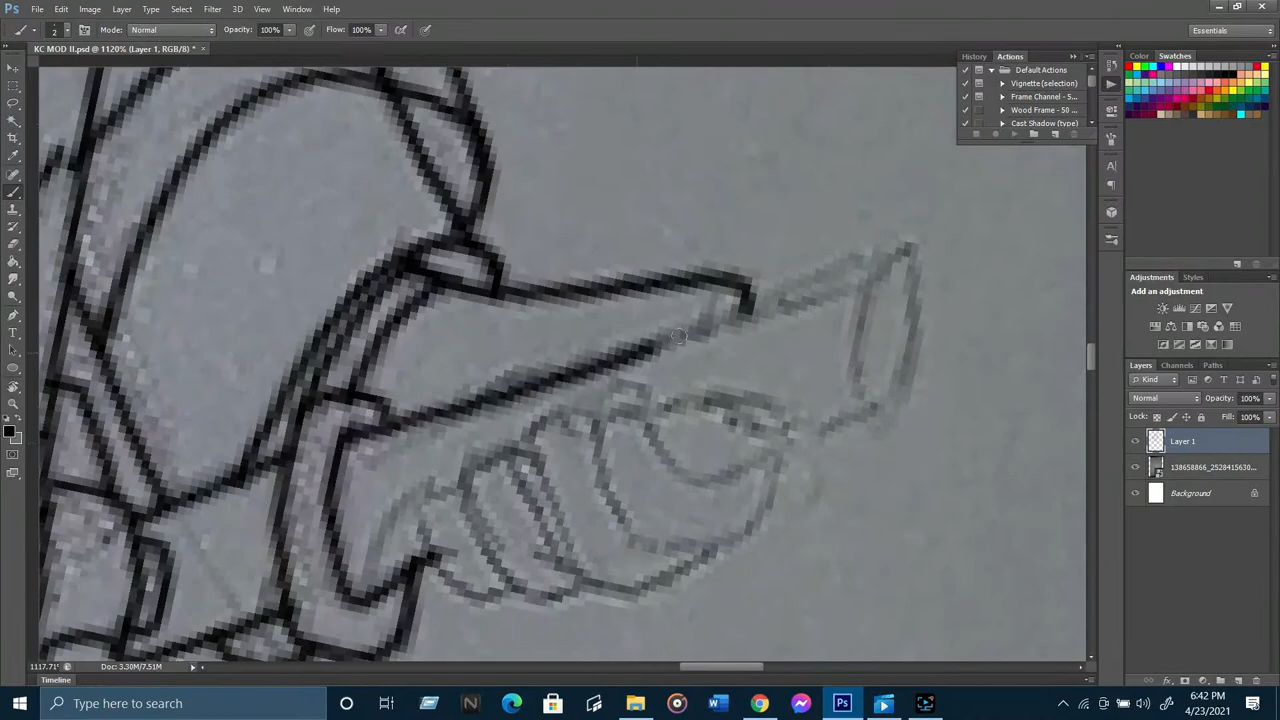 Ps File Edit Image Layer Type Select Filter 3D View Window Help
2 Mode: Normal Opacity: 100% Flow: 100% Essentials
KC MOD II.psd @ 1120% (Layer 1, RGB/8) * ×
History Actions
Default Actions
Vignette (selection)
Frame Channel - 5...
Wood Frame - 50 ...
Cast Shadow (type)
Color Swatches
Adjustments Styles
Add an adjustment
Layers Channels Paths
Kind
Normal Opacity: 100%
Lock: Fill: 100%
Layer 1
138658866_2528415630...
Background
1117.71% Doc: 3.30M/7.51M
Timeline
Type here to search
6:42 PM
4/23/2021